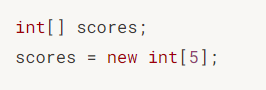 int[] scores;
scores = new int[5];